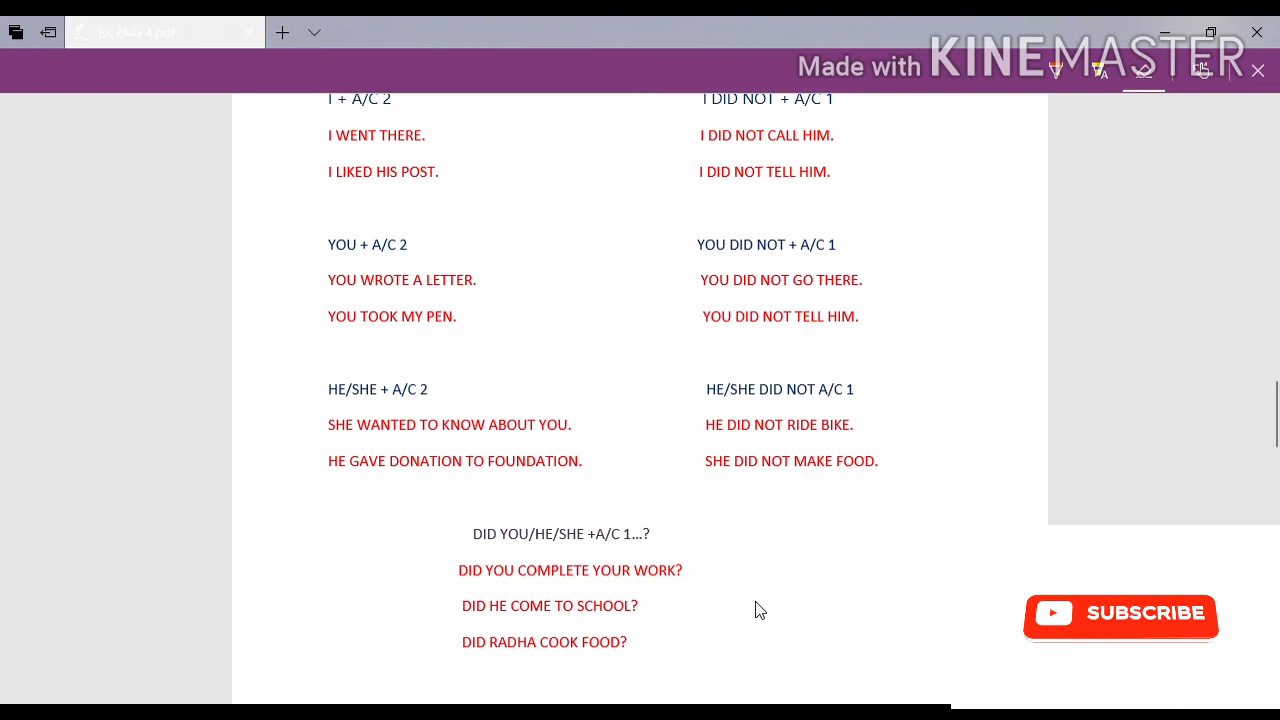 BK ENG 4.pdf
Made with KINEMASTER
I + A/C 2
I DID NOT + A/C 1
I WENT THERE.
I DID NOT CALL HIM.
I LIKED HIS POST.
I DID NOT TELL HIM.
YOU + A/C 2
YOU DID NOT + A/C 1
YOU WROTE A LETTER.
YOU DID NOT GO THERE.
YOU TOOK MY PEN.
YOU DID NOT TELL HIM.
HE/SHE + A/C 2
HE/SHE DID NOT A/C 1
SHE WANTED TO KNOW ABOUT YOU.
HE DID NOT RIDE BIKE.
HE GAVE DONATION TO FOUNDATION.
SHE DID NOT MAKE FOOD.
DID YOU/HE/SHE +A/C 1...?
DID YOU COMPLETE YOUR WORK?
DID HE COME TO SCHOOL?
DID RADHA COOK FOOD?
SUBSCRIBE